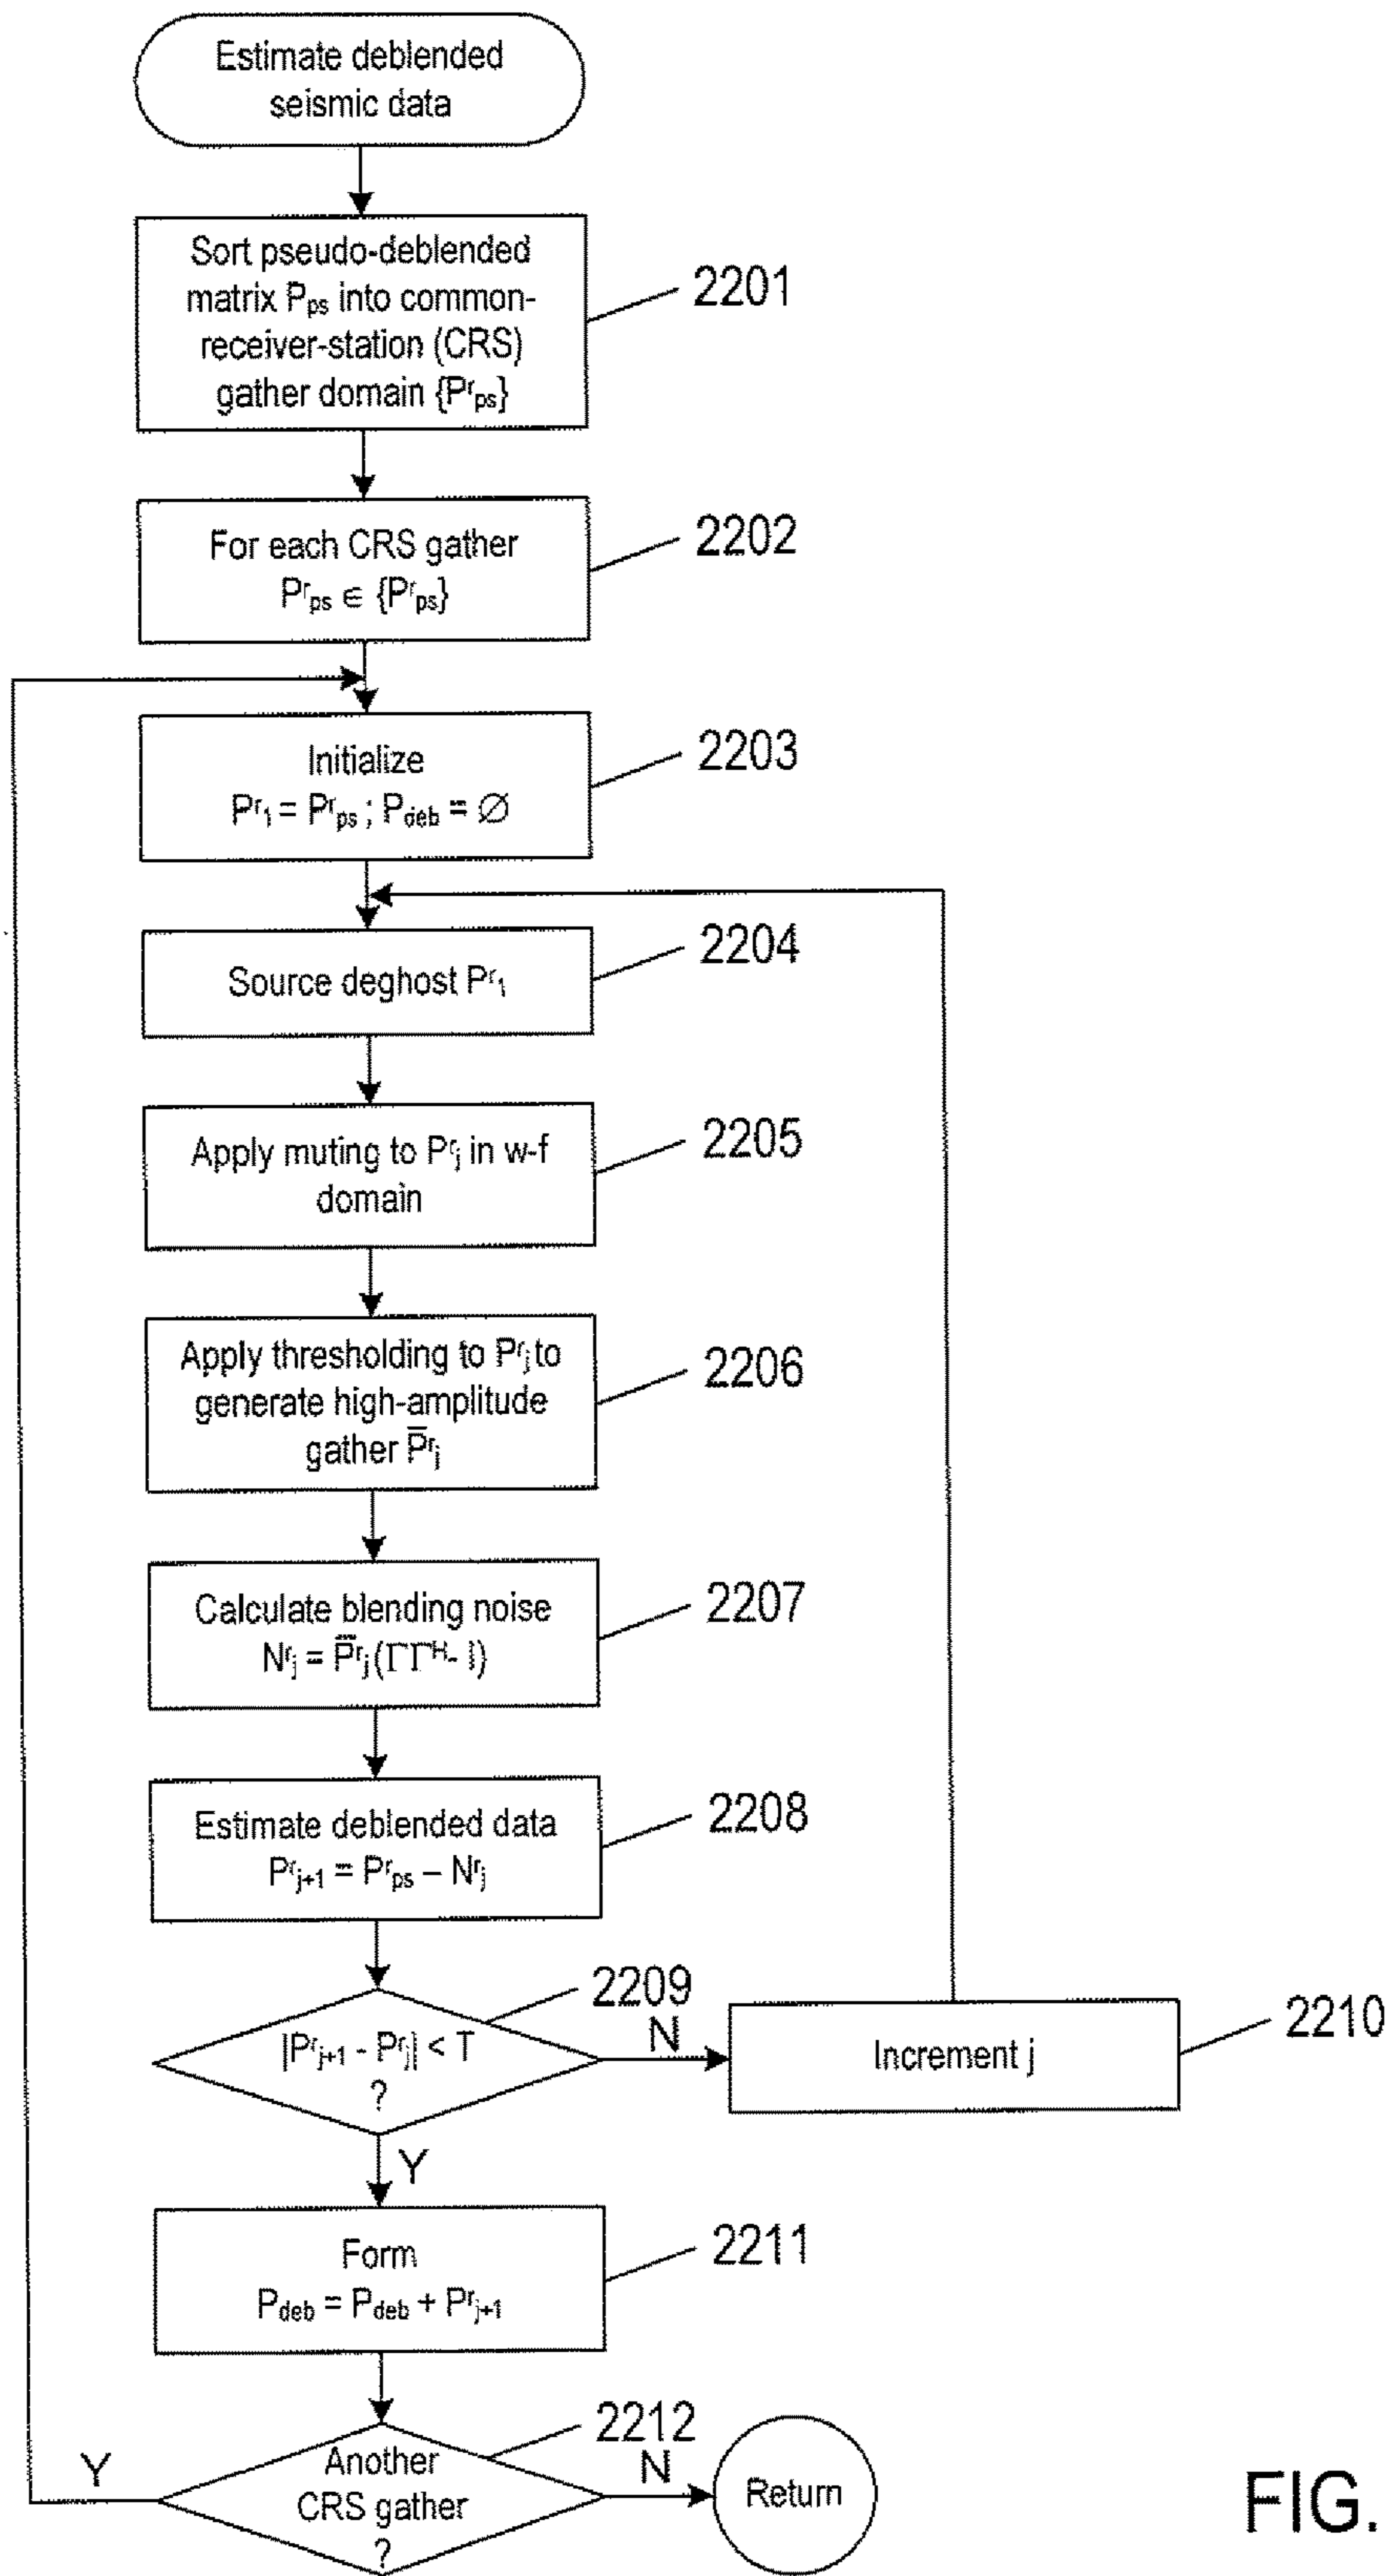 Estimate deblended
seismic data
Sort pseudo-deblended
matrix Pps into common-
receiver-station (CRS)
gather domain {Prps}
2201
For each CRS gather
Prps ∈ {Prps}
2202
Initialize
Pr1 = Prps ; Pdeb = ∅
2203
Source deghost Pr1
2204
Apply muting to Prj in w-f
domain
2205
Apply thresholding to Prj to
generate high-amplitude
gather P̅rj
2206
Calculate blending noise
Nrj = P̅rj(ΓΓH- I)
2207
Estimate deblended data
Prj+1 = Prps – Nrj
2208
|Prj+1 - Prj| < T
?
2209
N
Increment j
2210
Y
Form
Pdeb = Pdeb + Prj+1
2211
Another
CRS gather
?
2212
Y
N
Return
FIG.